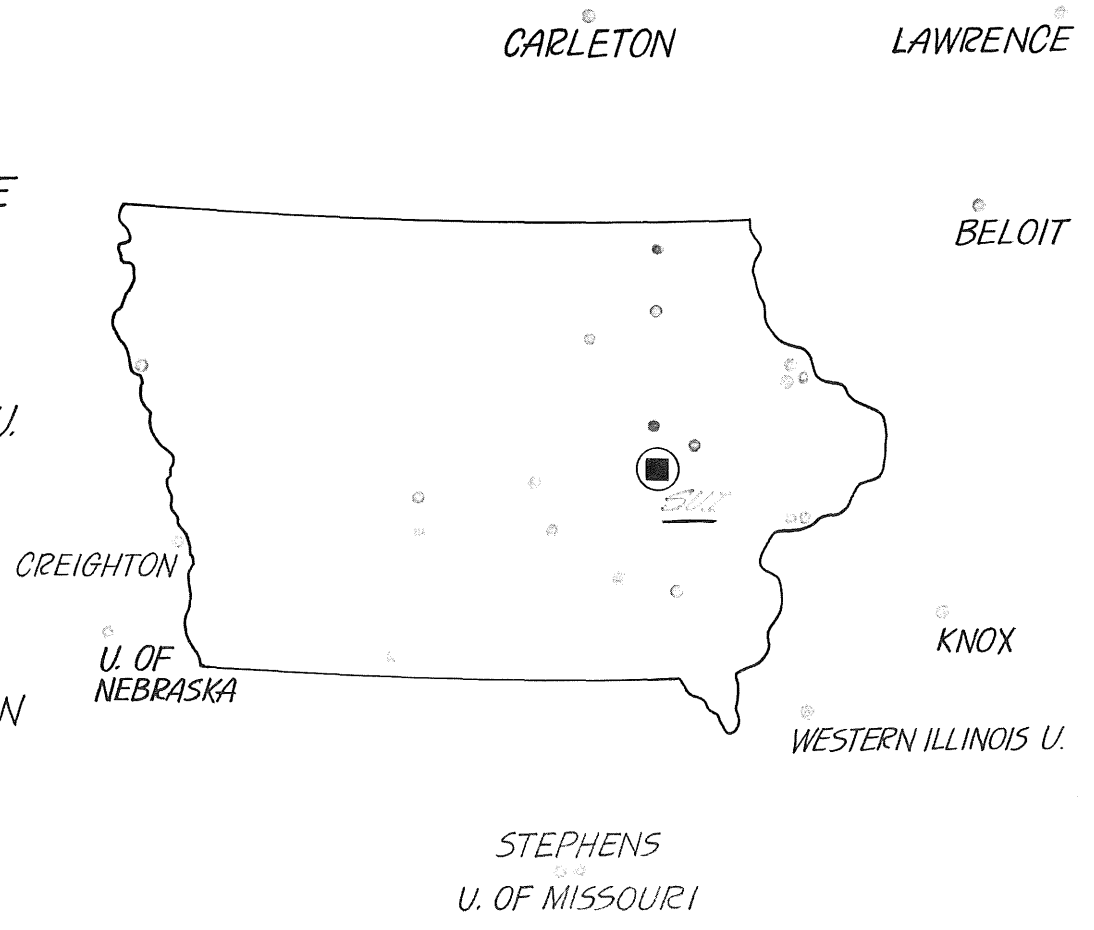 CARLETON
LAWRENCE
E
BELOIT
U.
SUI
CREIGHTON
KNOX
U. OF
NEBRASKA
N
WESTERN ILLINOIS U.
STEPHENS
U. OF MISSOURI